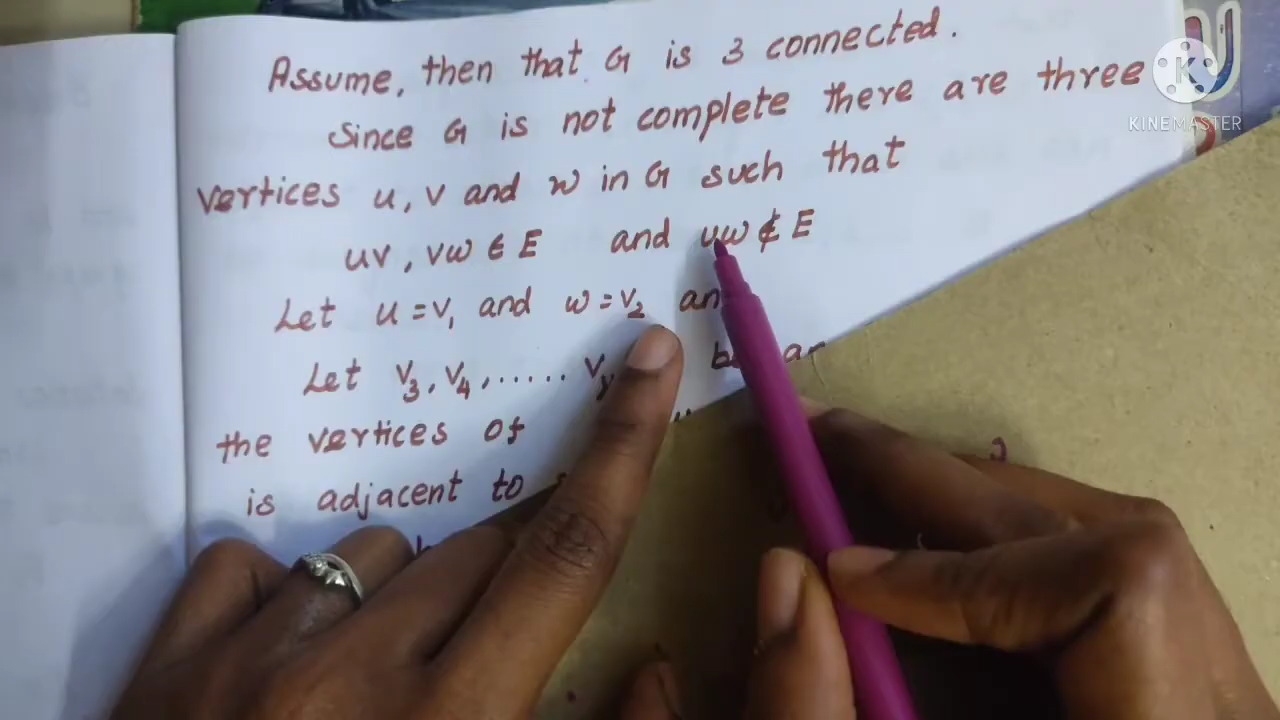 Assume, then that G is 3 connected.
Since G is not complete there are three
vertices u, v and w in G such that
uv, vw ∈ E and uw ∉ E
Let u = v₁ and w = v₂
Let v₃, v₄, ......
the vertices of
is adjacent to
KINEMASTER